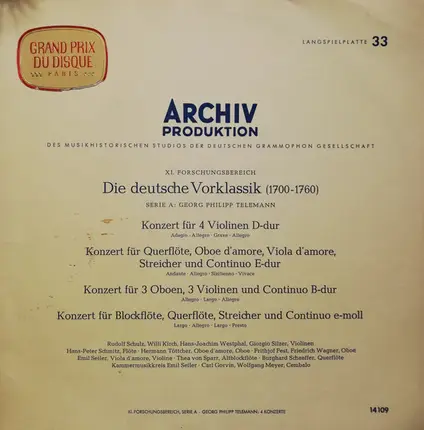 GRAND PRIX
DU DISQUE
PARIS
LANGSPIELPLATTE 33
ARCHIV
PRODUKTION
DES MUSIKHISTORISCHEN STUDIOS DER DEUTSCHEN GRAMMOPHON GESELLSCHAFT
XI. FORSCHUNGSBEREICH
Die deutsche Vorklassik (1700-1760)
SERIE A: GEORG PHILIPP TELEMANN
Konzert für 4 Violinen D-dur
Adagio · Allegro · Grave · Allegro
Konzert für Querflöte, Oboe d'amore, Viola d'amore,
Streicher und Continuo E-dur
Andante · Allegro · Siciliano · Vivace
Konzert für 3 Oboen, 3 Violinen und Continuo B-dur
Allegro · Largo · Allegro
Konzert für Blockflöte, Querflöte, Streicher und Continuo e-moll
Largo · Allegro · Largo · Presto
Rudolf Schulz, Willi Kirch, Hans-Joachim Westphal, Giorgio Silzer, Violinen
Hans-Peter Schmitz, Flöte · Hermann Töttcher, Oboe d'amore, Oboe · Frithjof Fest, Friedrich Wagner, Oboe
Emil Seiler, Viola d'amore, Violine · Thea von Sparr, Altblockflöte · Burghard Schaeffer, Querflöte
Kammermusikkreis Emil Seiler · Carl Gorvin, Wolfgang Meyer, Cembalo
XI. FORSCHUNGSBEREICH, SERIE A · GEORG PHILIPP TELEMANN: 4 KONZERTE
14109